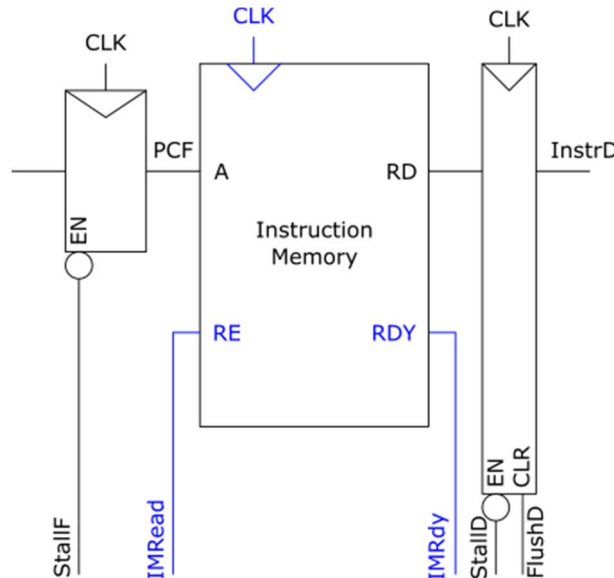 CLK
CLK
CLK
PCF
InstrD
A
RD
Instruction
Memory
EN
RE
RDY
EN
CLR
StallF
IMRead
IMRdy
StallD
FlushD